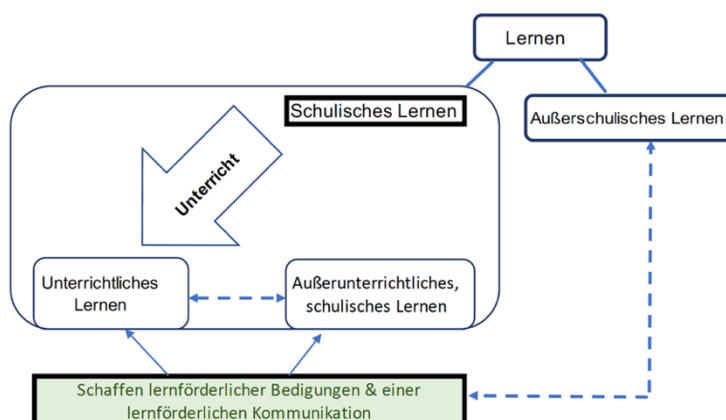 Lernen
Schulisches Lernen
Außerschulisches Lernen
Unterricht
Unterrichtliches
Lernen
Außerunterrichtliches,
schulisches Lernen
Schaffen lernförderlicher Bedigungen & einer
lernförderlichen Kommunikation